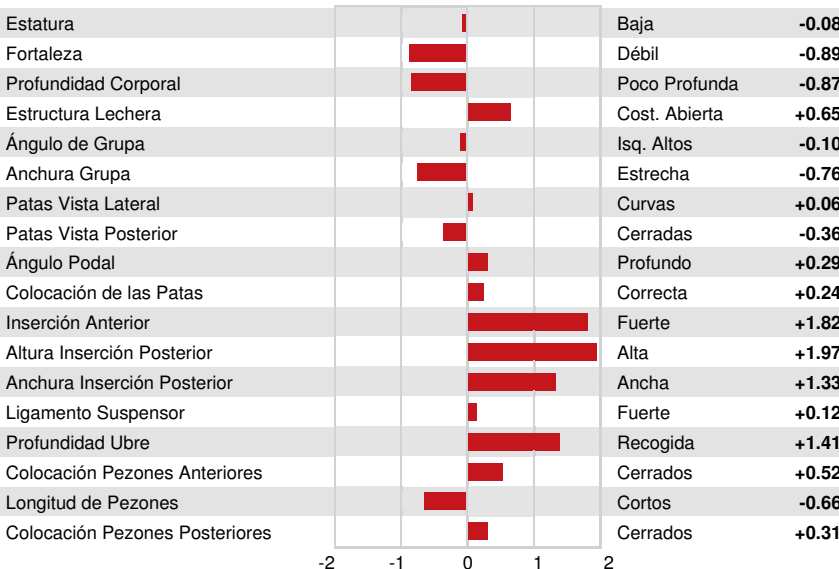 Estatura Baja -0.08
Fortaleza Débil -0.89
Profundidad Corporal Poco Profunda -0.87
Estructura Lechera Cost. Abierta +0.65
Ángulo de Grupa Isq. Altos -0.10
Anchura Grupa Estrecha -0.76
Patas Vista Lateral Curvas +0.06
Patas Vista Posterior Cerradas -0.36
Ángulo Podal Profundo +0.29
Colocación de las Patas Correcta +0.24
Inserción Anterior Fuerte +1.82
Altura Inserción Posterior Alta +1.97
Anchura Inserción Posterior Ancha +1.33
Ligamento Suspensor Fuerte +0.12
Profundidad Ubre Recogida +1.41
Colocación Pezones Anteriores Cerrados +0.52
Longitud de Pezones Cortos -0.66
Colocación Pezones Posteriores Cerrados +0.31
-2 -1 0 1 2